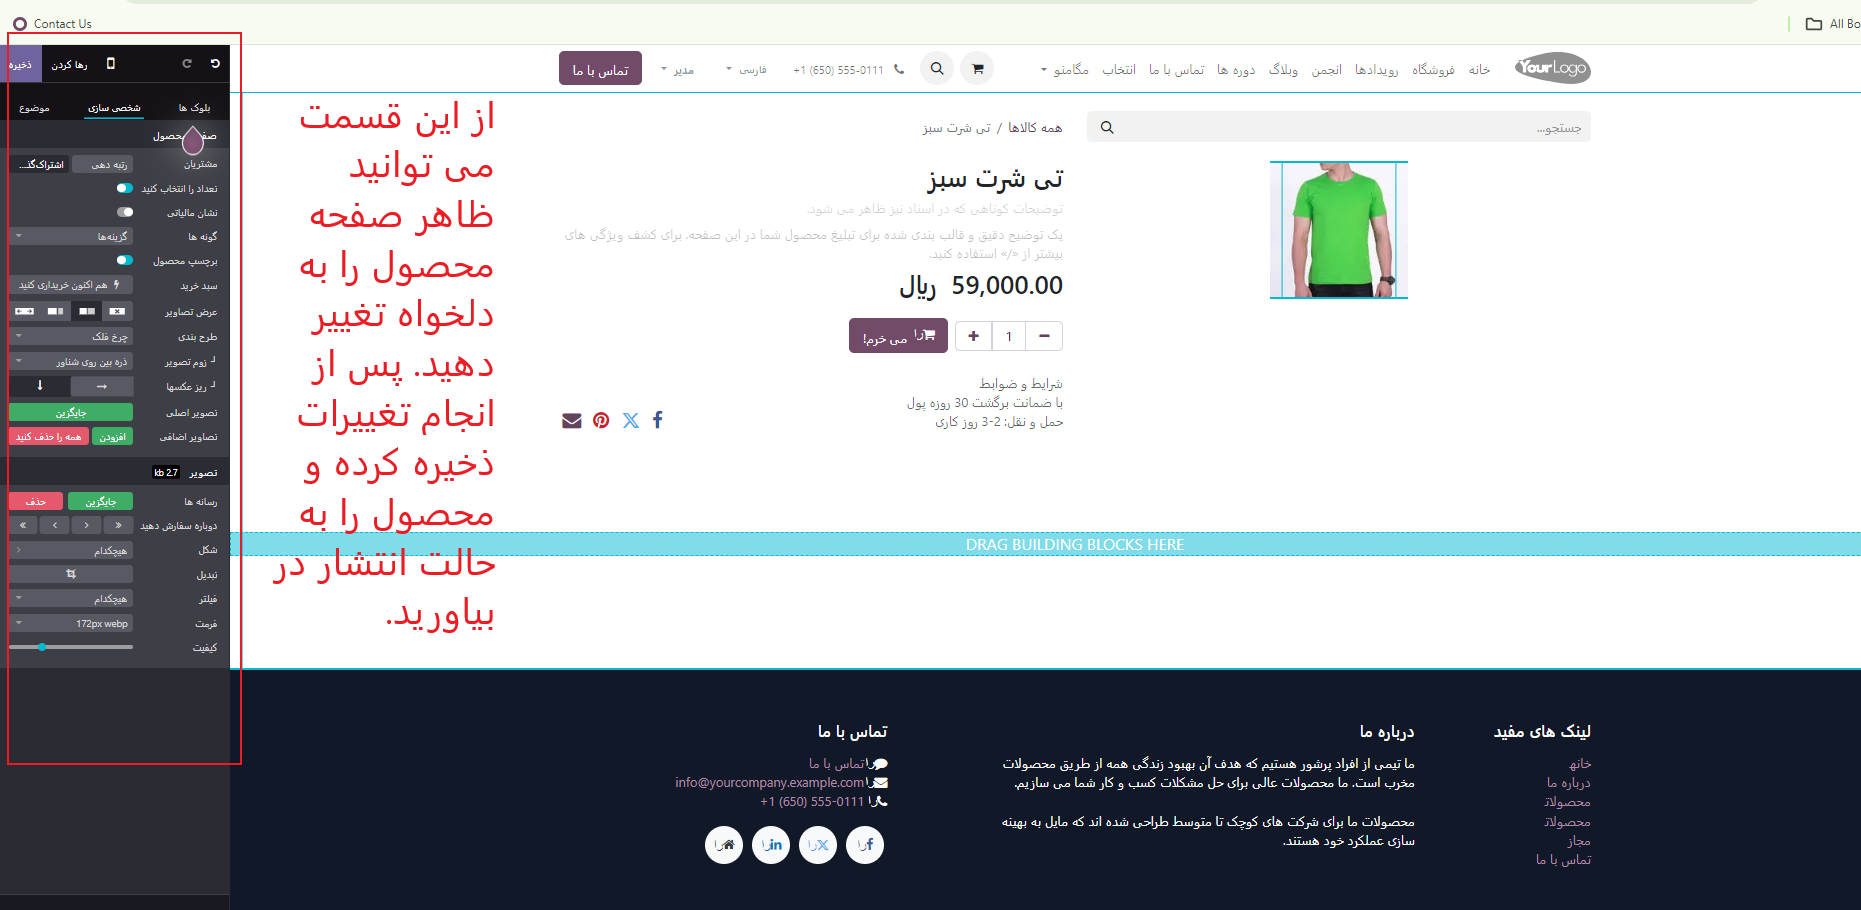 Contact Us
All Bo
ذخیره
رها کردن
بلوک ها
شخصی سازی
موضوع
مشتریان
رتبه دهی
اشتراک‌گذ...
تعداد را انتخاب کنید
نشان مالیاتی
گونه ها
گزینه‌ها
برچسب محصول
سبد خرید
هم اکنون خریداری کنید
عرض تصاویر
طرح بندی
چرخ فلک
زوم تصویر
ذره بین روی شناور
ریز عکسها
تصویر اصلی
جایگزین
تصاویر اضافی
افزودن
همه را حذف کنید
تصویر
2.7 kb
رسانه ها
جایگزین
حذف
دوباره سفارش دهید
شکل
هیچکدام
تبدیل
فیلتر
هیچکدام
فرمت
172px webp
کیفیت
YourLogo
خانه
فروشگاه
رویدادها
انجمن
وبلاگ
دوره ها
تماس با ما
انتخاب
مگامنو
+1 (650) 555-0111
فارسی
مدیر
تماس با ما
از این قسمت
می توانید
ظاهر صفحه
محصول را به
دلخواه تغییر
دهید. پس از
انجام تغییرات
ذخیره کرده و
محصول را به
حالت انتشار در
بیاورید.
جستجو...
همه کالاها / تی شرت سبز
تی شرت سبز
توضیحات کوتاهی که در اسناد نیز ظاهر می شود.
یک توضیح دقیق و قالب بندی شده برای تبلیغ محصول شما در این صفحه. برای کشف ویژگی های
بیشتر از «/» استفاده کنید.
59,000.00 ریال
1
را می خرم!
شرایط و ضوابط
با ضمانت برگشت 30 روزه پول
حمل و نقل: 2-3 روز کاری
DRAG BUILDING BLOCKS HERE
لینک های مفید
خانه
درباره ما
محصولات
محصولات
مجاز
تماس با ما
درباره ما
ما تیمی از افراد پرشور هستیم که هدف آن بهبود زندگی همه از طریق محصولات
مخرب است. ما محصولات عالی برای حل مشکلات کسب و کار شما می سازیم.
محصولات ما برای شرکت های کوچک تا متوسط طراحی شده اند که مایل به بهینه
سازی عملکرد خود هستند.
تماس با ما
را تماس با ما
را info@yourcompany.example.com
را +1 (650) 555-0111
را
را
را
را